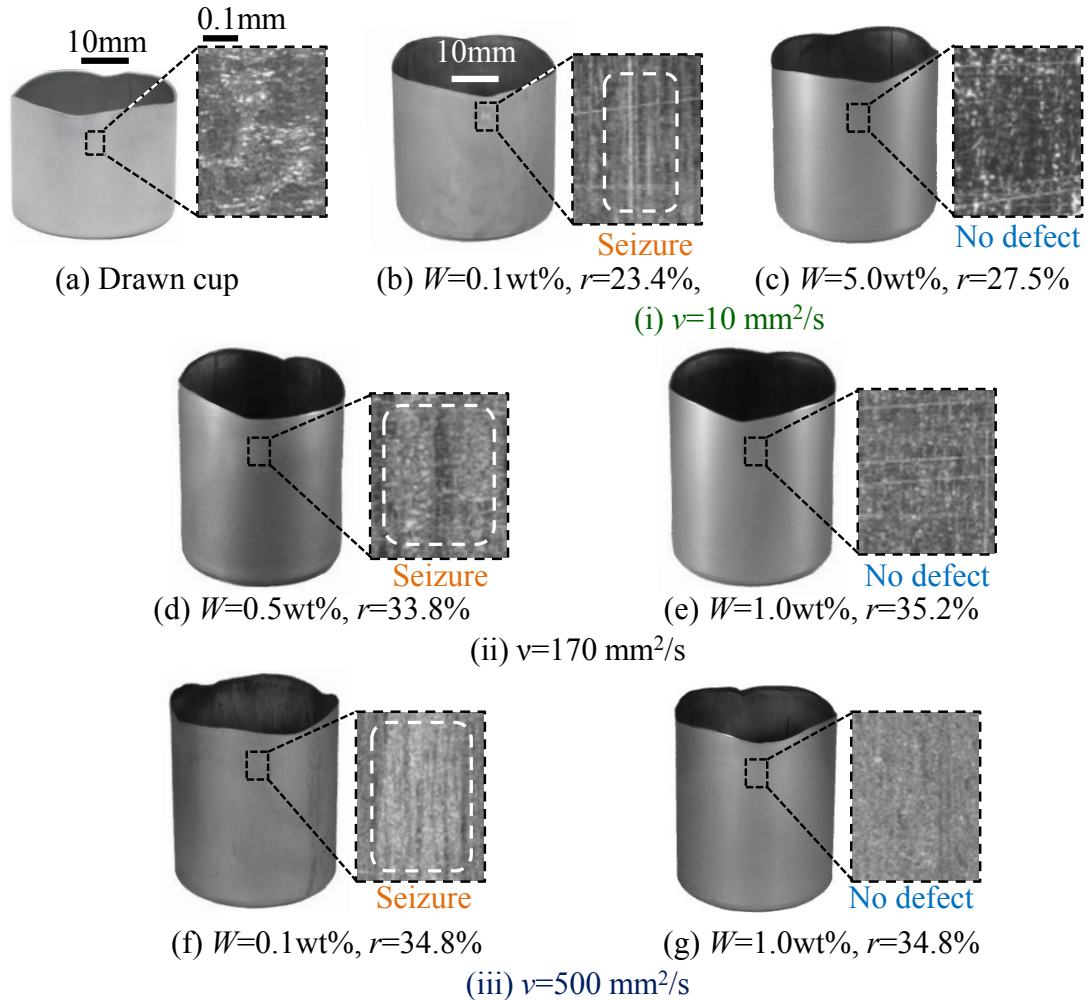 0.1mm
10mm
10mm
Seizure
No defect
(a) Drawn cup
(b) W=0.1wt%, r=23.4%,
(c) W=5.0wt%, r=27.5%
(i) ν=10 mm²/s
Seizure
No defect
(d) W=0.5wt%, r=33.8%
(e) W=1.0wt%, r=35.2%
(ii) ν=170 mm²/s
Seizure
No defect
(f) W=0.1wt%, r=34.8%
(g) W=1.0wt%, r=34.8%
(iii) ν=500 mm²/s